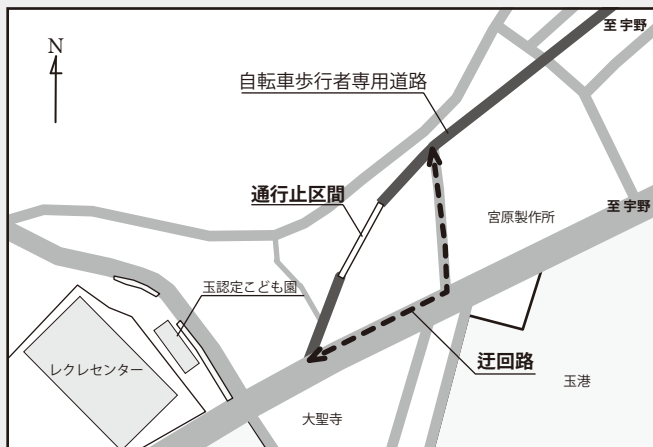 至 宇野
N
自転車歩行者専用道路
通行止区間
宮原製作所
至 宇野
玉認定こども園
レクレセンター
迂回路
玉港
大聖寺